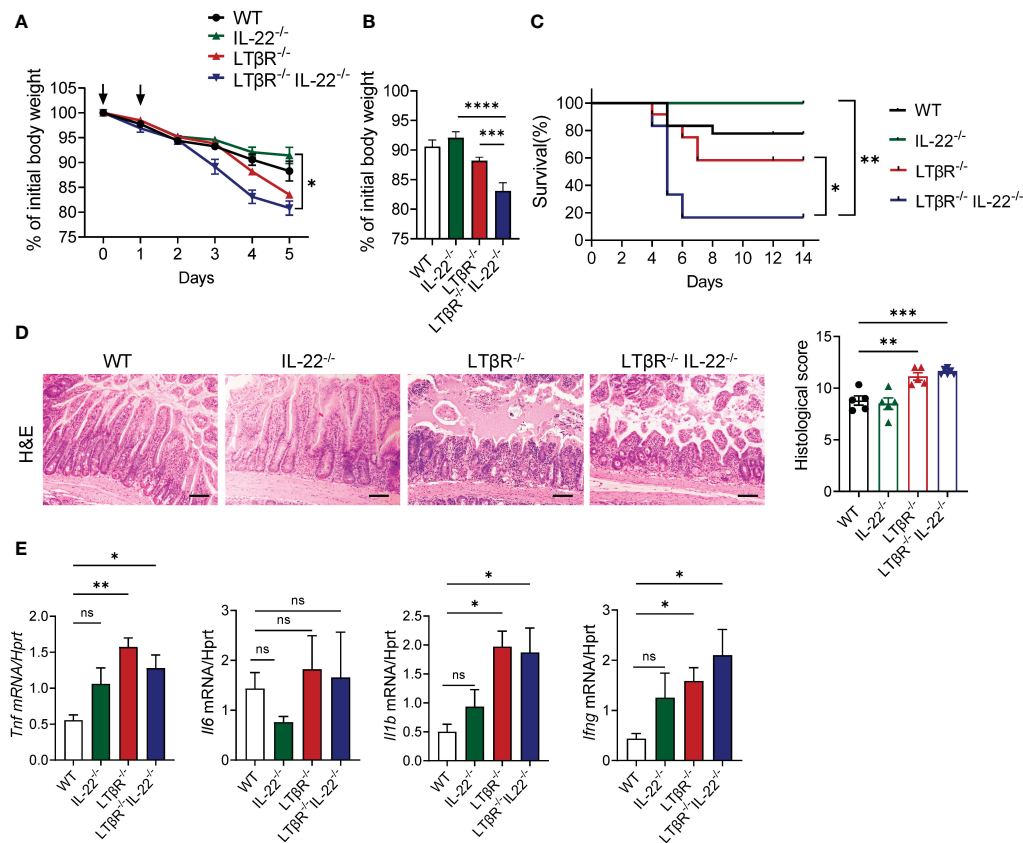 A
WT
IL-22-/-
LTβR-/-
LTβR-/- IL-22-/-
% of initial body weight
105
100
95
90
85
80
75
*
0 1 2 3 4 5
Days
B
% of initial body weight
100
95
90
85
80
75
****
***
WT
IL-22-/-
LTβR-/-
LTβR-/- IL-22-/-
C
Survival(%)
100
80
60
40
20
0
*
**
0 2 4 6 8 10 12 14
Days
WT
IL-22-/-
LTβR-/-
LTβR-/- IL-22-/-
D
WT IL-22-/- LTβR-/- LTβR-/- IL-22-/-
H&E
Histological score
15
10
5
0
***
**
WT
IL-22-/-
LTβR-/-
LTβR-/- IL-22-/-
E
Tnf mRNA/Hprt
2.0
1.5
1.0
0.5
0
*
**
ns
WT
IL-22-/-
LTβR-/-
LTβR-/-IL-22-/-
Il6 mRNA/Hprt
3
2
1
0
ns
ns
ns
WT
IL-22-/-
LTβR-/-
LTβR-/-IL-22-/-
Il1b mRNA/Hprt
2.5
2.0
1.5
1.0
0.5
0.0
*
*
ns
WT
IL-22-/-
LTβR-/-
LTβR-/-IL22-/-
Ifng mRNA/Hprt
3
2
1
0
*
*
ns
WT
IL-22-/-
LTβR-/-
LTβR-/-IL-22-/-